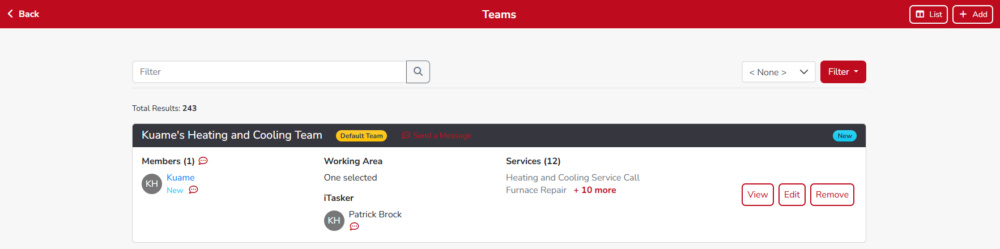 Back
Teams
List
Add
Filter
< None >
Filter
Total Results: 243
Kuame's Heating and Cooling Team
Default Team
Send a Message
New
Members (1)
KH
Kuame
New
Working Area
One selected
iTasker
KH
Patrick Brock
Services (12)
Heating and Cooling Service Call
Furnace Repair + 10 more
View
Edit
Remove